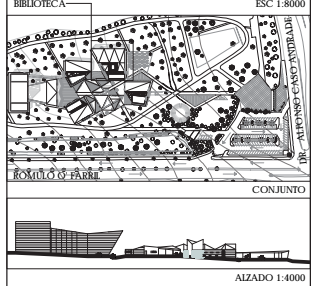 BIBLIOTECA
ESC 1:8000
DR. ALFONSO CASO ANDRADE
ROMULO O' FARRIL
CONJUNTO
ALZADO 1:4000